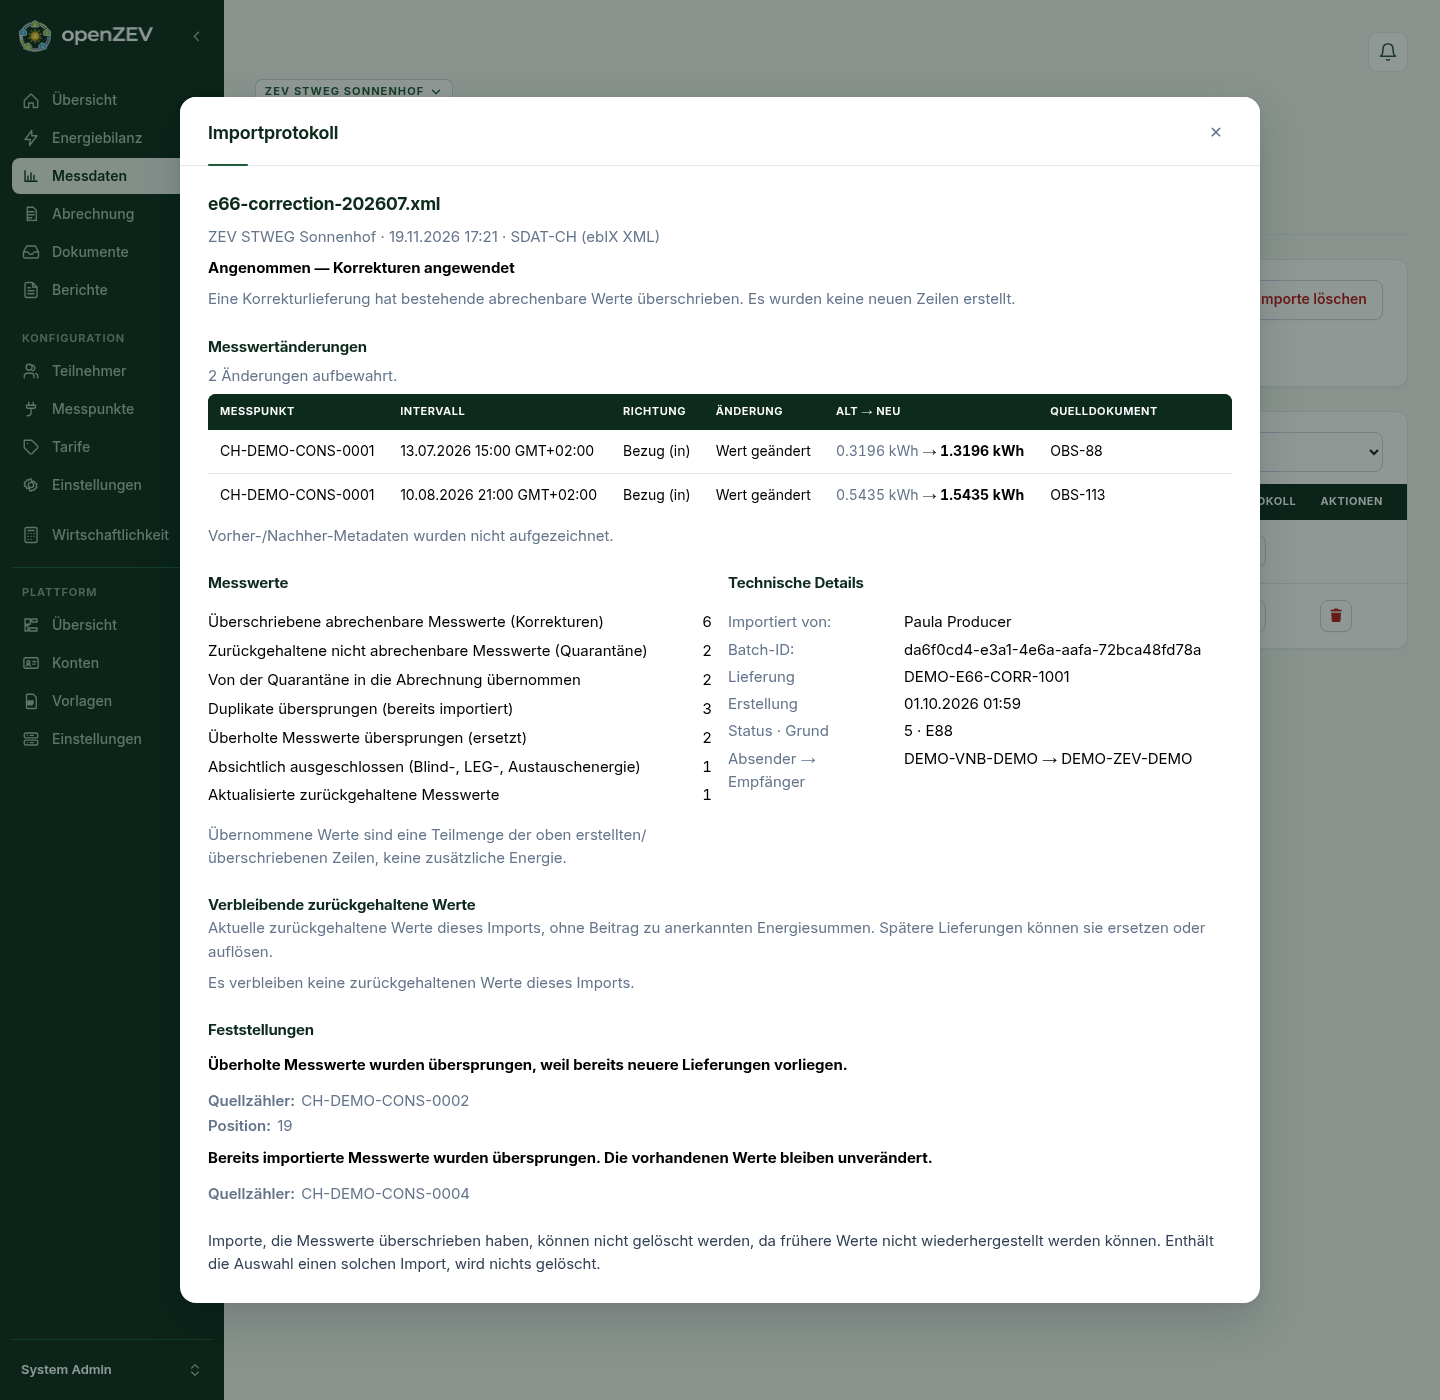 openZEV
Übersicht
Energiebilanz
Messdaten
Abrechnung
Dokumente
Berichte
KONFIGURATION
Teilnehmer
Messpunkte
Tarife
Einstellungen
Wirtschaftlichkeit
PLATTFORM
Übersicht
Konten
Vorlagen
Einstellungen
System Admin
ZEV STWEG SONNENHOF
Importprotokoll
e66-correction-202607.xml
ZEV STWEG Sonnenhof · 19.11.2026 17:21 · SDAT-CH (ebIX XML)
Angenommen — Korrekturen angewendet
Eine Korrekturlieferung hat bestehende abrechenbare Werte überschrieben. Es wurden keine neuen Zeilen erstellt.
Messwertänderungen
2 Änderungen aufbewahrt.
MESSPUNKT INTERVALL RICHTUNG ÄNDERUNG ALT → NEU QUELLDOKUMENT
CH-DEMO-CONS-0001 13.07.2026 15:00 GMT+02:00 Bezug (in) Wert geändert 0.3196 kWh → 1.3196 kWh OBS-88
CH-DEMO-CONS-0001 10.08.2026 21:00 GMT+02:00 Bezug (in) Wert geändert 0.5435 kWh → 1.5435 kWh OBS-113
Vorher-/Nachher-Metadaten wurden nicht aufgezeichnet.
Messwerte
Überschriebene abrechenbare Messwerte (Korrekturen) 6
Zurückgehaltene nicht abrechenbare Messwerte (Quarantäne) 2
Von der Quarantäne in die Abrechnung übernommen 2
Duplikate übersprungen (bereits importiert) 3
Überholte Messwerte übersprungen (ersetzt) 2
Absichtlich ausgeschlossen (Blind-, LEG-, Austauschenergie) 1
Aktualisierte zurückgehaltene Messwerte 1
Übernommene Werte sind eine Teilmenge der oben erstellten/
überschriebenen Zeilen, keine zusätzliche Energie.
Technische Details
Importiert von: Paula Producer
Batch-ID: da6f0cd4-e3a1-4e6a-aafa-72bca48fd78a
Lieferung DEMO-E66-CORR-1001
Erstellung 01.10.2026 01:59
Status · Grund 5 · E88
Absender → DEMO-VNB-DEMO → DEMO-ZEV-DEMO
Empfänger
Verbleibende zurückgehaltene Werte
Aktuelle zurückgehaltene Werte dieses Imports, ohne Beitrag zu anerkannten Energiesummen. Spätere Lieferungen können sie ersetzen oder
auflösen.
Es verbleiben keine zurückgehaltenen Werte dieses Imports.
Feststellungen
Überholte Messwerte wurden übersprungen, weil bereits neuere Lieferungen vorliegen.
Quellzähler: CH-DEMO-CONS-0002
Position: 19
Bereits importierte Messwerte wurden übersprungen. Die vorhandenen Werte bleiben unverändert.
Quellzähler: CH-DEMO-CONS-0004
Importe, die Messwerte überschrieben haben, können nicht gelöscht werden, da frühere Werte nicht wiederhergestellt werden können. Enthält
die Auswahl einen solchen Import, wird nichts gelöscht.
mporte löschen
OKOLL AKTIONEN